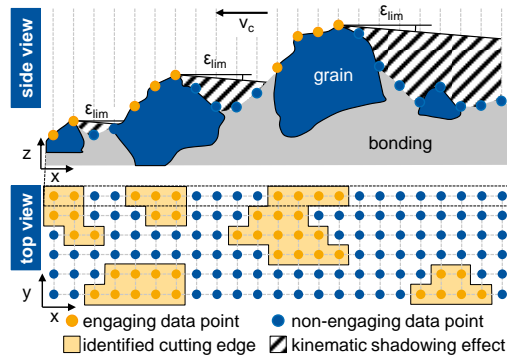 side view
v_c
ε_lim
ε_lim
ε_lim
grain
bonding
z
x
top view
y
x
engaging data point
non-engaging data point
identified cutting edge
kinematic shadowing effect